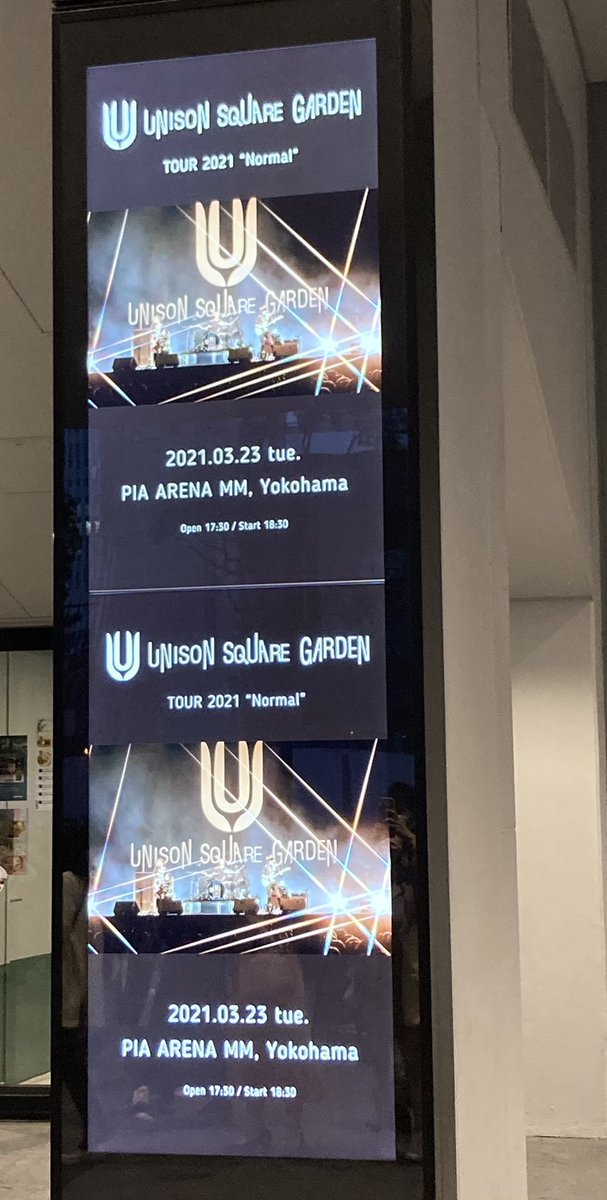 UNISON SQUARE GARDEN
TOUR 2021 "Normal"
UNISON SQUARE GARDEN
2021.03.23 tue.
PIA ARENA MM, Yokohama
Open 17:30 / Start 18:30
UNISON SQUARE GARDEN
TOUR 2021 "Normal"
UNISON SQUARE GARDEN
2021.03.23 tue.
PIA ARENA MM, Yokohama
Open 17:30 / Start 18:30